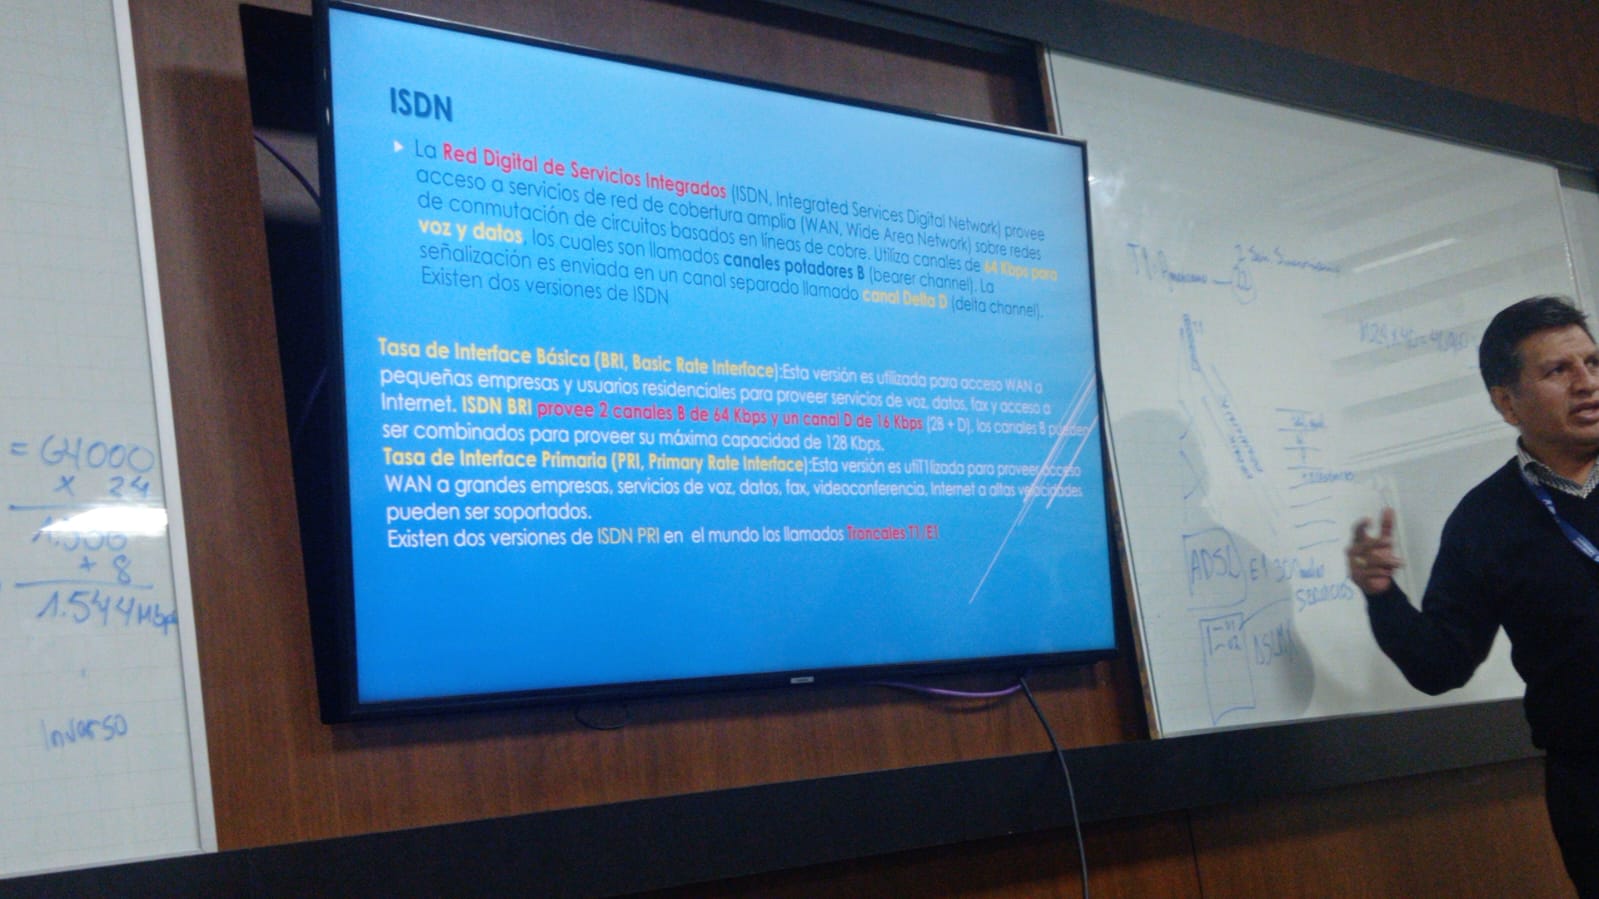 ISDN
La Red Digital de Servicios Integrados (ISDN, Integrated Services Digital Network) provee
acceso a servicios de red de cobertura amplia (WAN, Wide Area Network) sobre redes
de conmutación de circuitos basados en líneas de cobre. Utiliza canales de 64 Kbps para
voz y datos, los cuales son llamados canales potadores B (bearer channel). La
señalización es enviada en un canal separado llamado canal Delta D (delta channel).
Existen dos versiones de ISDN
Tasa de Interface Básica (BRI, Basic Rate Interface):Esta versión es utilizada para acceso WAN a
pequeñas empresas y usuarios residenciales para proveer servicios de voz, datos, fax y acceso a
Internet. ISDN BRI provee 2 canales B de 64 Kbps y un canal D de 16 Kbps (2B + D), los canales B pueden
ser combinados para proveer su máxima capacidad de 128 Kbps.
Tasa de Interface Primaria (PRI, Primary Rate Interface):Esta versión es utiT1lizada para proveer acceso
WAN a grandes empresas, servicios de voz, datos, fax, videoconferencia, Internet a altas velocidades
pueden ser soportados.
Existen dos versiones de ISDN PRI en el mundo los llamados Troncales T1/E1
= 64000
x 24
+ 8
1.544Mbps
Inverso
T1
ADSL
E1 30